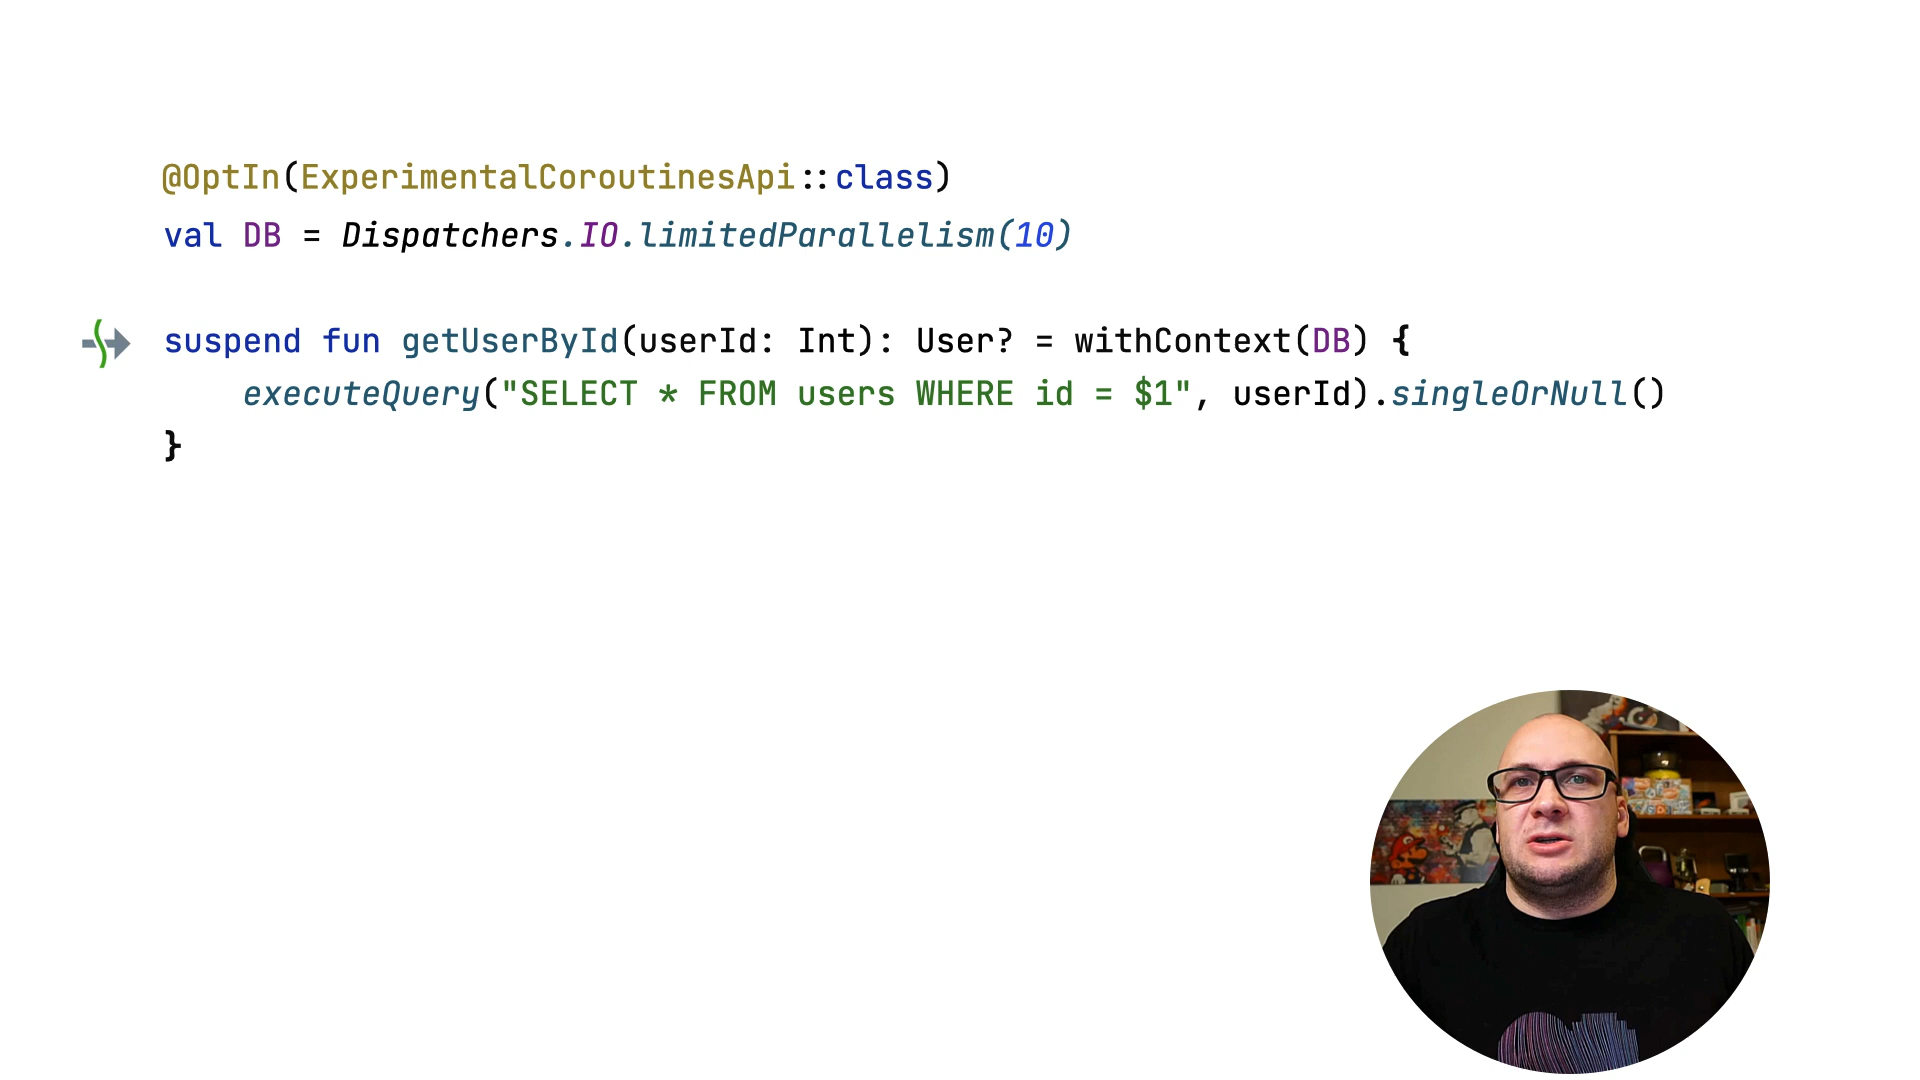 @OptIn(ExperimentalCoroutinesApi::class)
val DB = Dispatchers.IO.limitedParallelism(10)
suspend fun getUserById(userId: Int): User? = withContext(DB) {
    executeQuery("SELECT * FROM users WHERE id = $1", userId).singleOrNull()
}